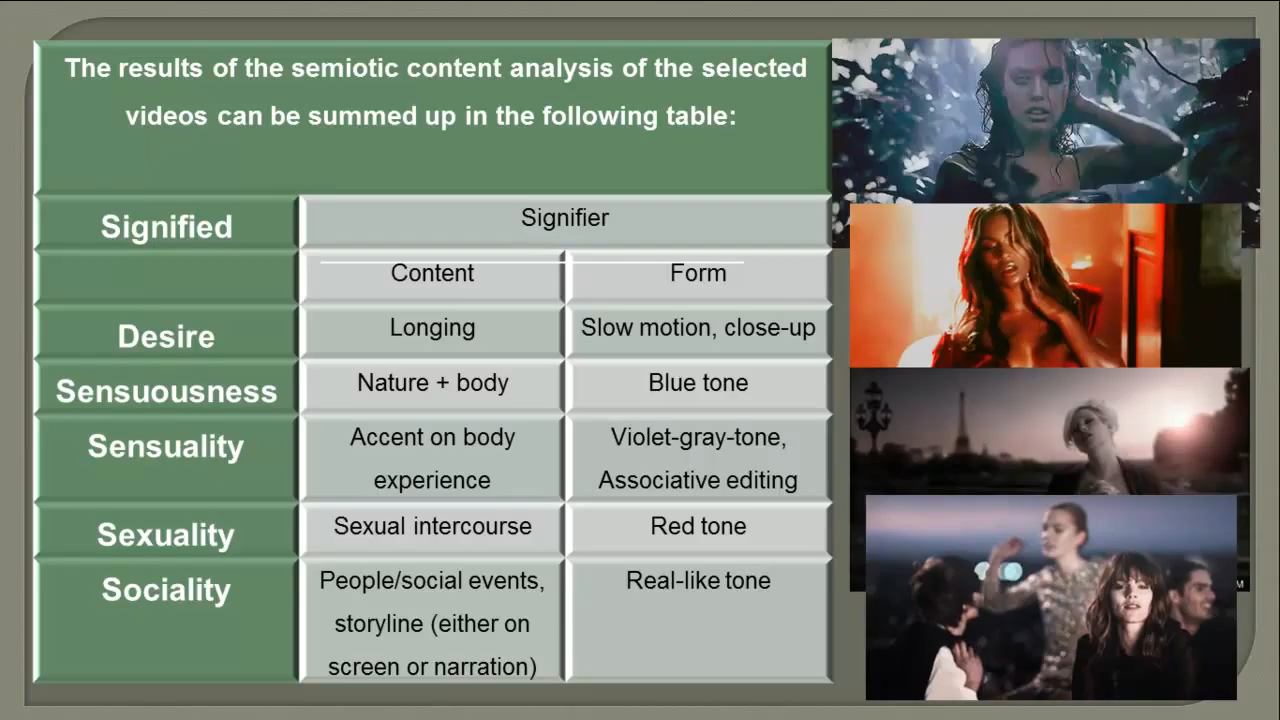 The results of the semiotic content analysis of the selected
videos can be summed up in the following table:
Signified
Signifier
Content
Form
Desire
Longing
Slow motion, close-up
Sensuousness
Nature + body
Blue tone
Sensuality
Accent on body
experience
Violet-gray-tone,
Associative editing
Sexuality
Sexual intercourse
Red tone
Sociality
People/social events,
storyline (either on
screen or narration)
Real-like tone